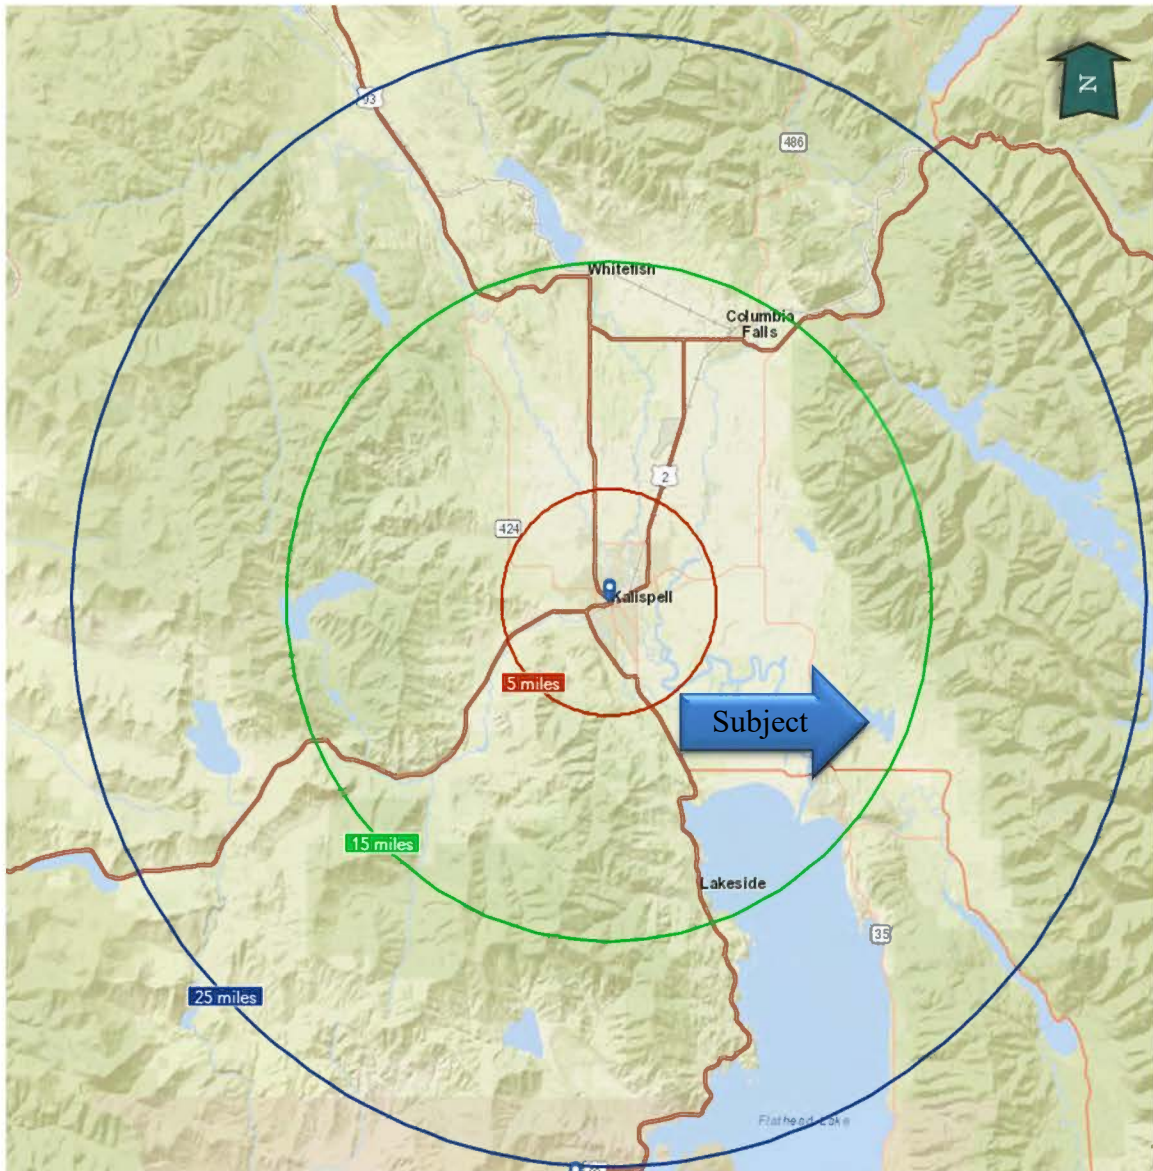 N
93
486
Whitefish
Columbia
Falls
2
424
Kalispell
5 miles
Subject
15 miles
Lakeside
35
25 miles
Flathead Lake